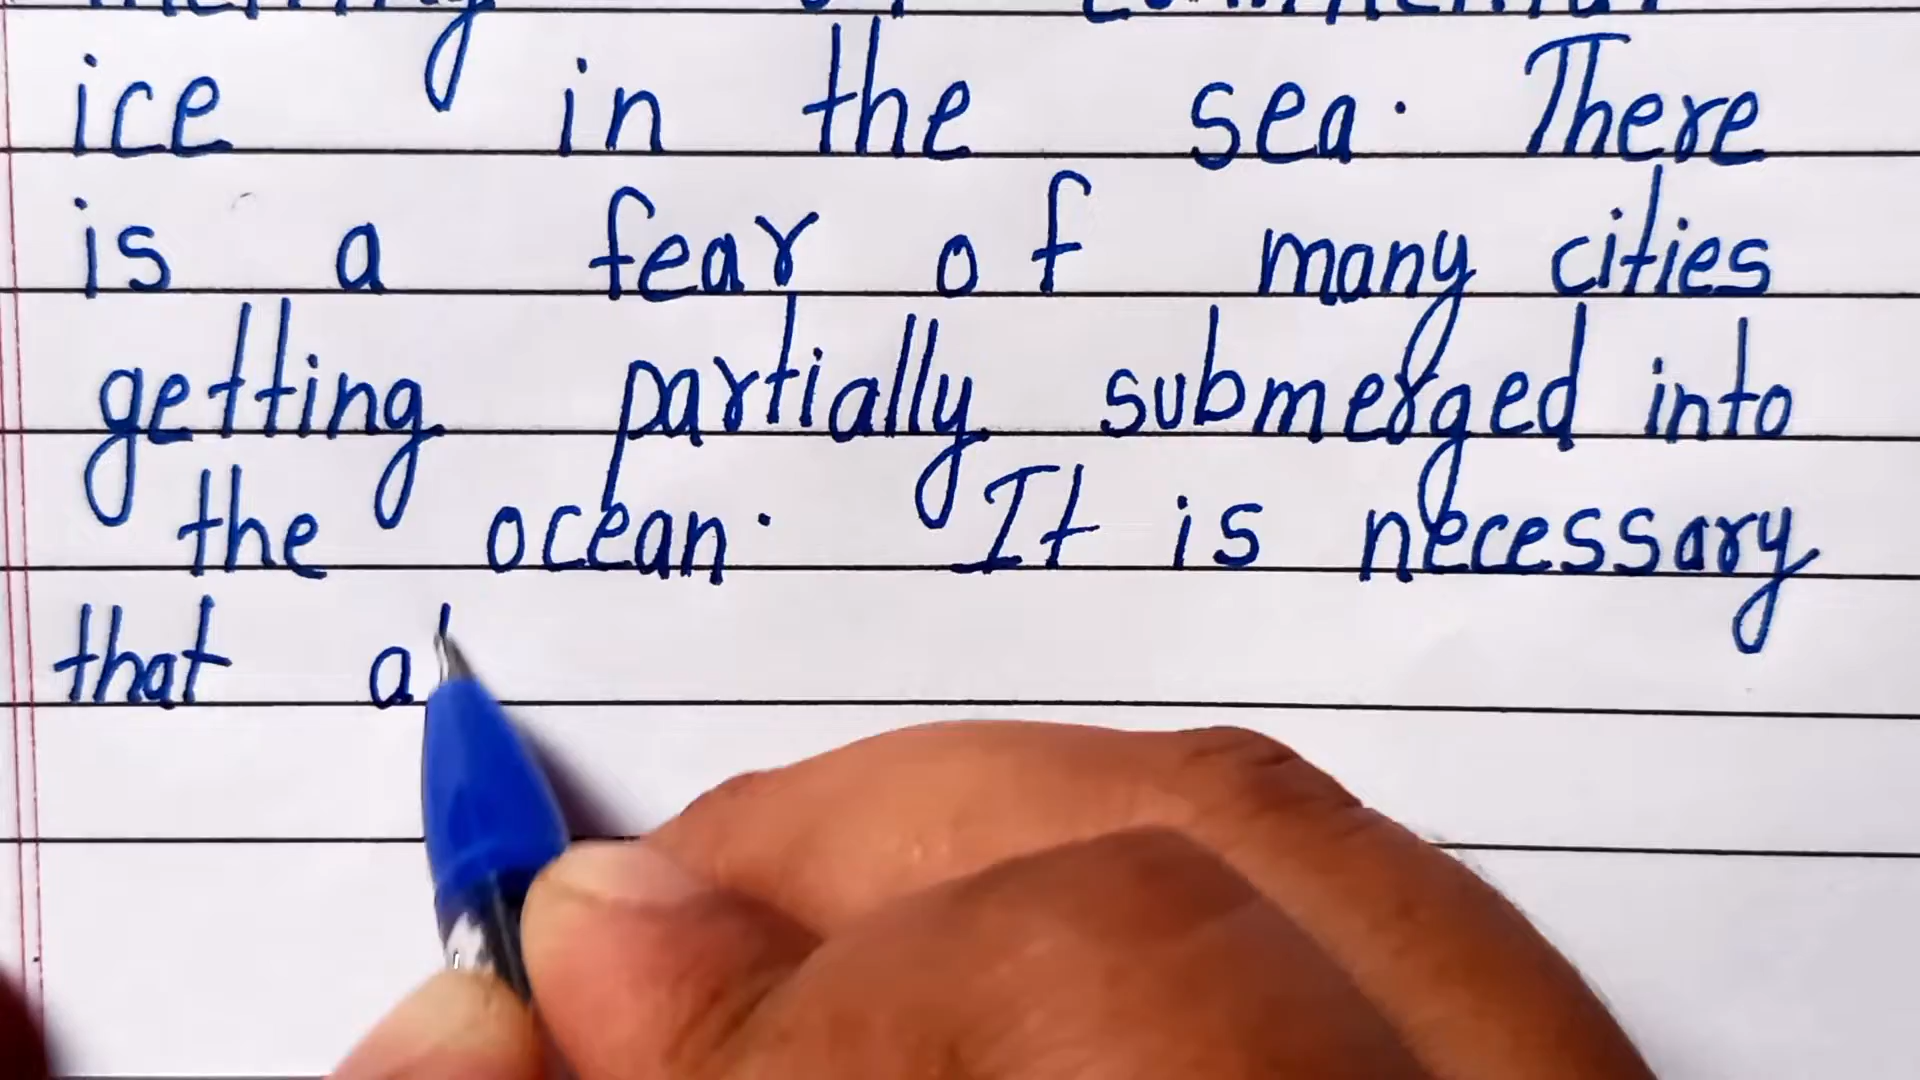 ice in the sea. There
is a fear of many cities
getting partially submerged into
the ocean. It is necessary
that a